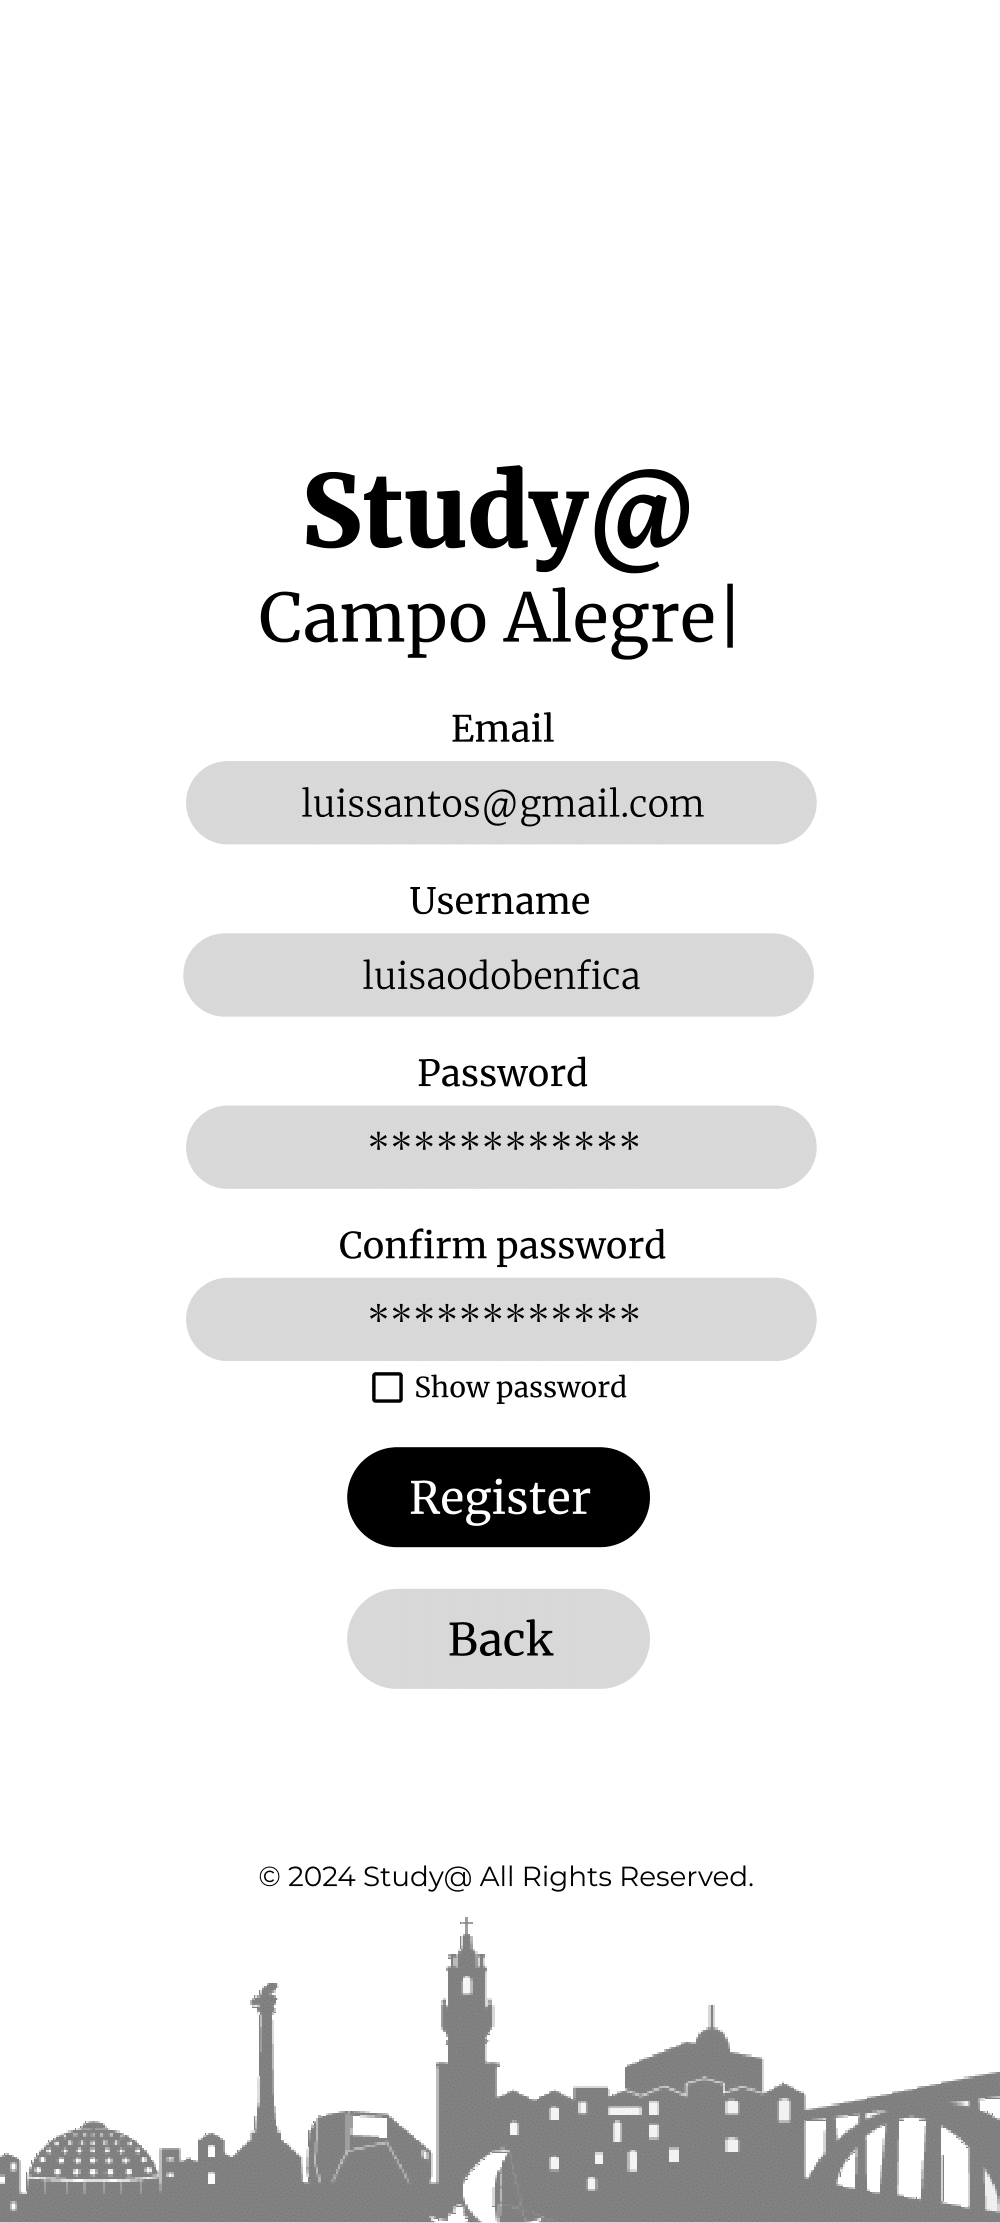 Study@
Campo Alegre|
Email
luissantos@gmail.com
Username
luisaodobenfica
Password
************
Confirm password
************
Show password
Register
Back
© 2024 Study@ All Rights Reserved.